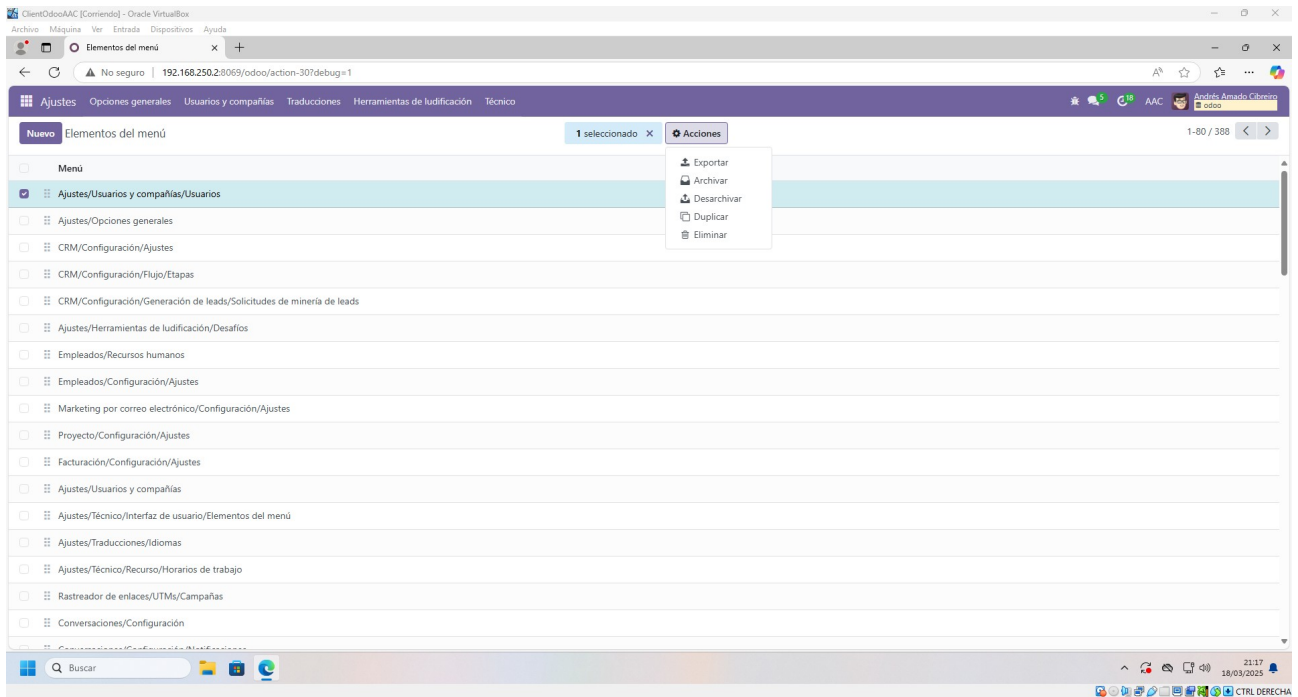 ClientOdooAAC [Corriendo] - Oracle VirtualBox
Archivo Máquina Ver Entrada Dispositivos Ayuda
Elementos del menú
No seguro 192.168.250.2:8069/odoo/action-30?debug=1
Ajustes Opciones generales Usuarios y compañías Traducciones Herramientas de ludificación Técnico 5 18 AAC Andrés Amado Cibreiro
odoo
Nuevo Elementos del menú 1 seleccionado Acciones 1-80 / 388
Exportar
Archivar
Desarchivar
Duplicar
Eliminar
Menú
Ajustes/Usuarios y compañías/Usuarios
Ajustes/Opciones generales
CRM/Configuración/Ajustes
CRM/Configuración/Flujo/Etapas
CRM/Configuración/Generación de leads/Solicitudes de minería de leads
Ajustes/Herramientas de ludificación/Desafíos
Empleados/Recursos humanos
Empleados/Configuración/Ajustes
Marketing por correo electrónico/Configuración/Ajustes
Proyecto/Configuración/Ajustes
Facturación/Configuración/Ajustes
Ajustes/Usuarios y compañías
Ajustes/Técnico/Interfaz de usuario/Elementos del menú
Ajustes/Traducciones/Idiomas
Ajustes/Técnico/Recurso/Horarios de trabajo
Rastreador de enlaces/UTMs/Campañas
Conversaciones/Configuración
Conversaciones/Configuración/Notificaciones
Buscar
21:17
18/03/2025
CTRL DERECHA